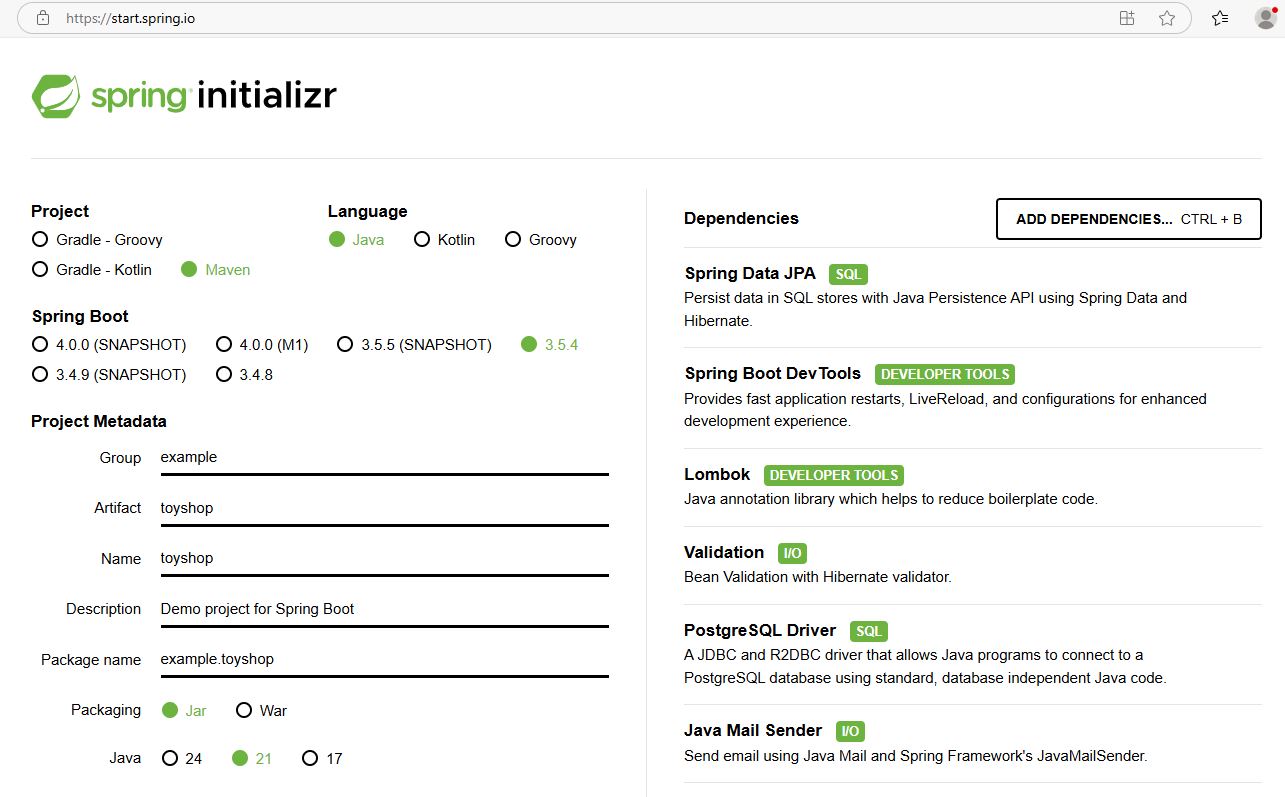 https://start.spring.io
spring initializr
Project
Gradle - Groovy
Gradle - Kotlin Maven
Language
Java Kotlin Groovy
Spring Boot
4.0.0 (SNAPSHOT) 4.0.0 (M1) 3.5.5 (SNAPSHOT) 3.5.4
3.4.9 (SNAPSHOT) 3.4.8
Project Metadata
Group example
Artifact toyshop
Name toyshop
Description Demo project for Spring Boot
Package name example.toyshop
Packaging Jar War
Java 24 21 17
Dependencies ADD DEPENDENCIES... CTRL + B
Spring Data JPA SQL
Persist data in SQL stores with Java Persistence API using Spring Data and
Hibernate.
Spring Boot DevTools DEVELOPER TOOLS
Provides fast application restarts, LiveReload, and configurations for enhanced
development experience.
Lombok DEVELOPER TOOLS
Java annotation library which helps to reduce boilerplate code.
Validation I/O
Bean Validation with Hibernate validator.
PostgreSQL Driver SQL
A JDBC and R2DBC driver that allows Java programs to connect to a
PostgreSQL database using standard, database independent Java code.
Java Mail Sender I/O
Send email using Java Mail and Spring Framework's JavaMailSender.